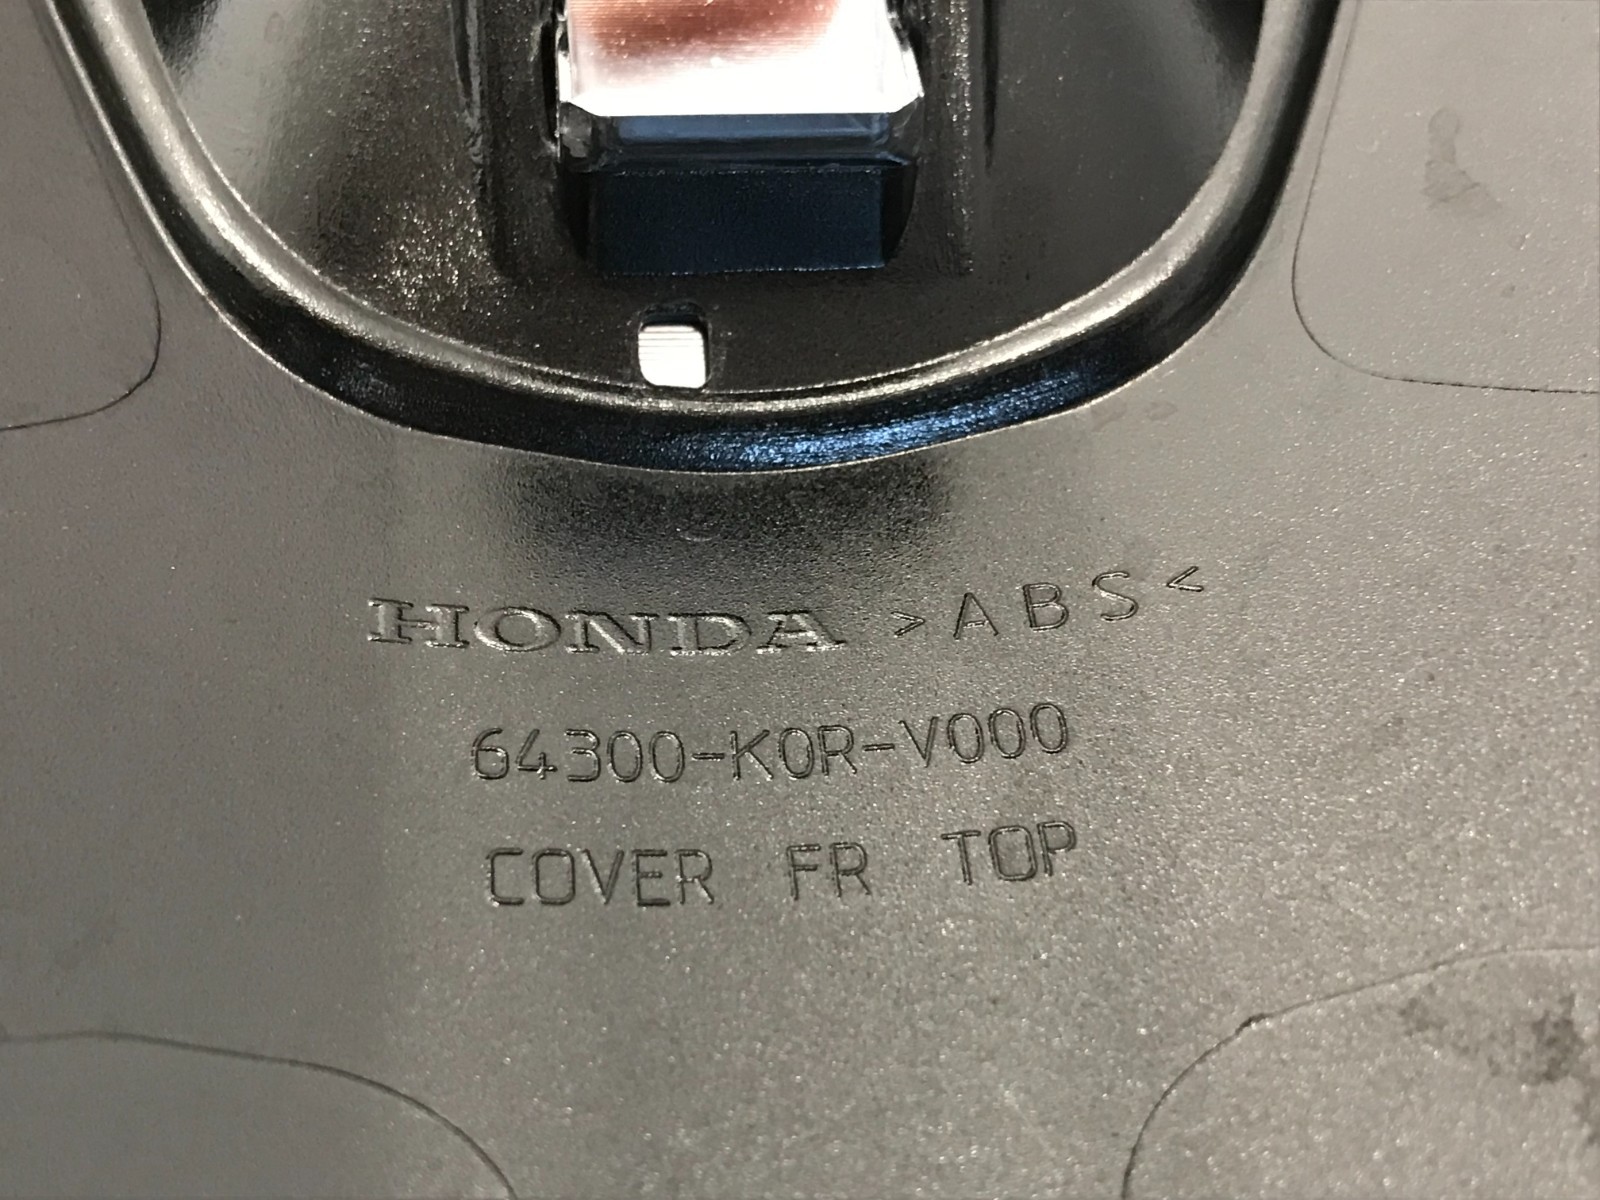 HONDA >ABS<
64300-K0R-V000
COVER FR TOP